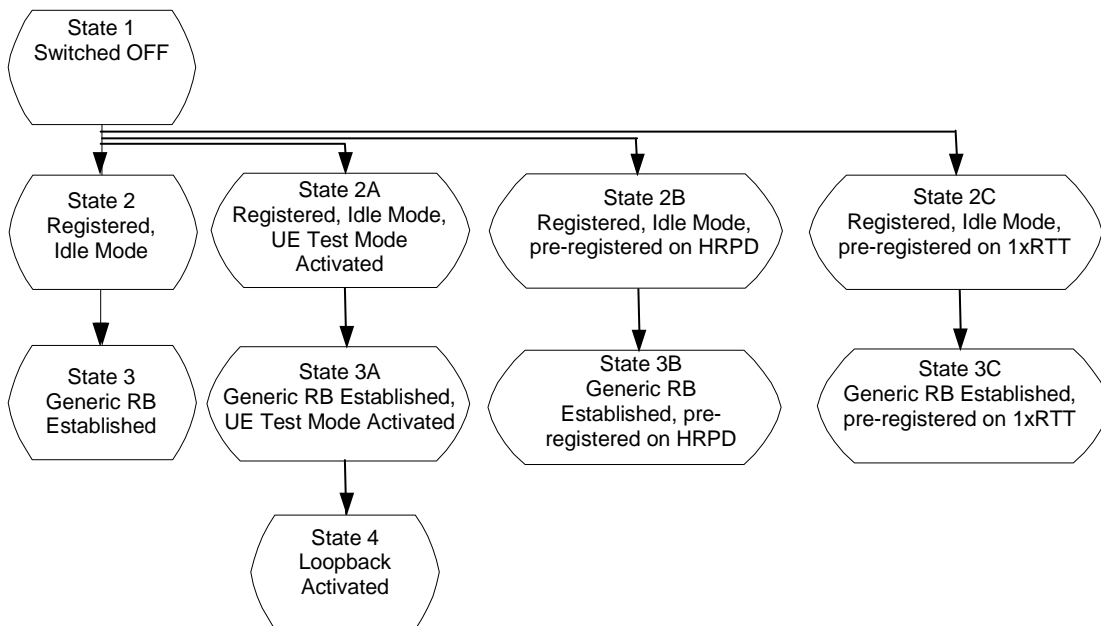 State 1
Switched OFF
State 2
Registered,
Idle Mode
State 2A
Registered, Idle Mode,
UE Test Mode
Activated
State 2B
Registered, Idle Mode,
pre-registered on HRPD
State 2C
Registered, Idle Mode,
pre-registered on 1xRTT
State 3
Generic RB
Established
State 3A
Generic RB Established,
UE Test Mode Activated
State 3B
Generic RB
Established, pre-
registered on HRPD
State 3C
Generic RB Established,
pre-registered on 1xRTT
State 4
Loopback
Activated